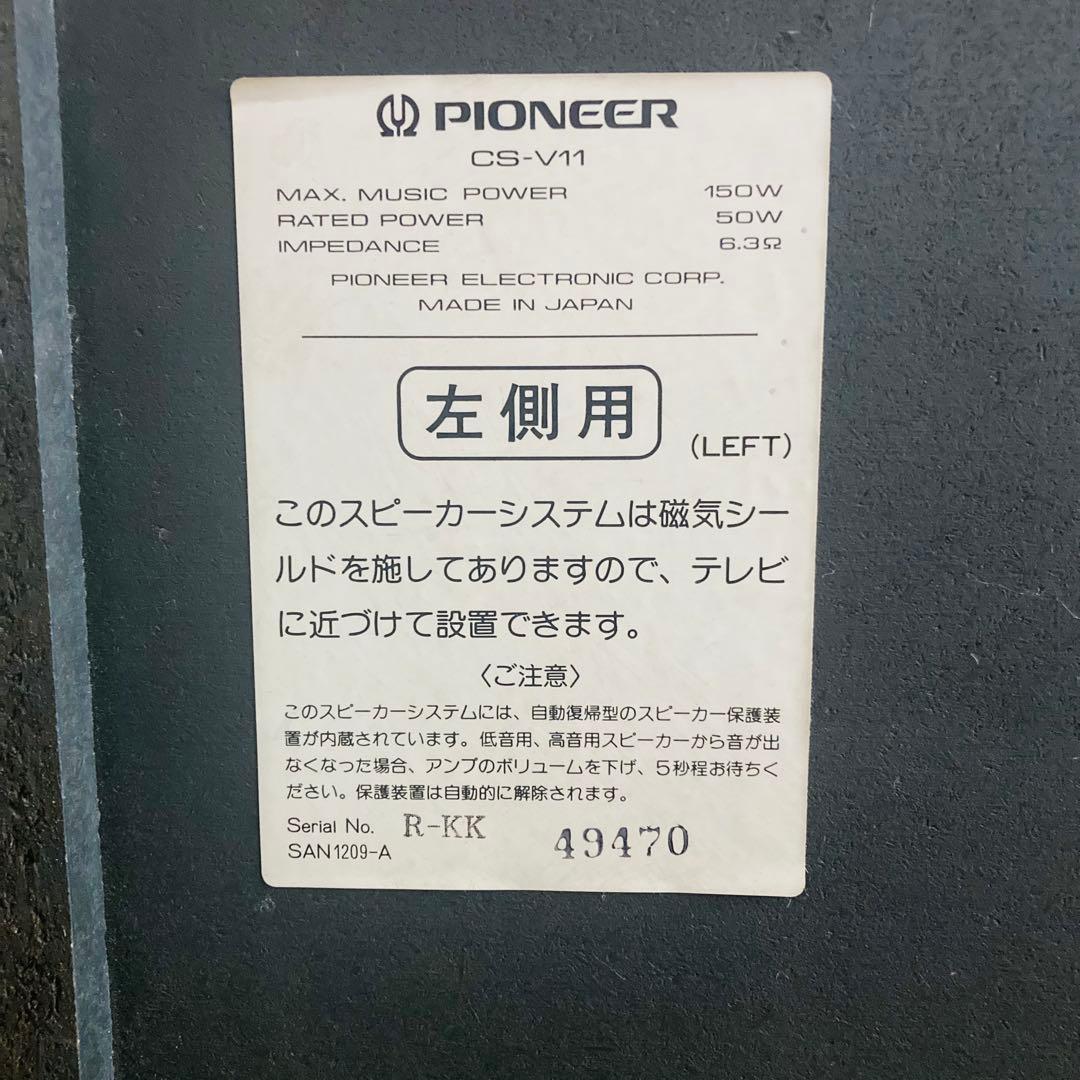 PIONEER
CS-V11
MAX. MUSIC POWER 150W
RATED POWER 50W
IMPEDANCE 6.3Ω
PIONEER ELECTRONIC CORP.
MADE IN JAPAN
左側用
(LEFT)
このスピーカーシステムは磁気シー
ルドを施してありますので、テレビ
に近づけて設置できます。
〈ご注意〉
このスピーカーシステムには、自動復帰型のスピーカー保護装
置が内蔵されています。低音用、高音用スピーカーから音が出
なくなった場合、アンプのボリュームを下げ、5秒程お待ちく
ださい。保護装置は自動的に解除されます。
Serial No. R-KK 49470
SAN1209-A